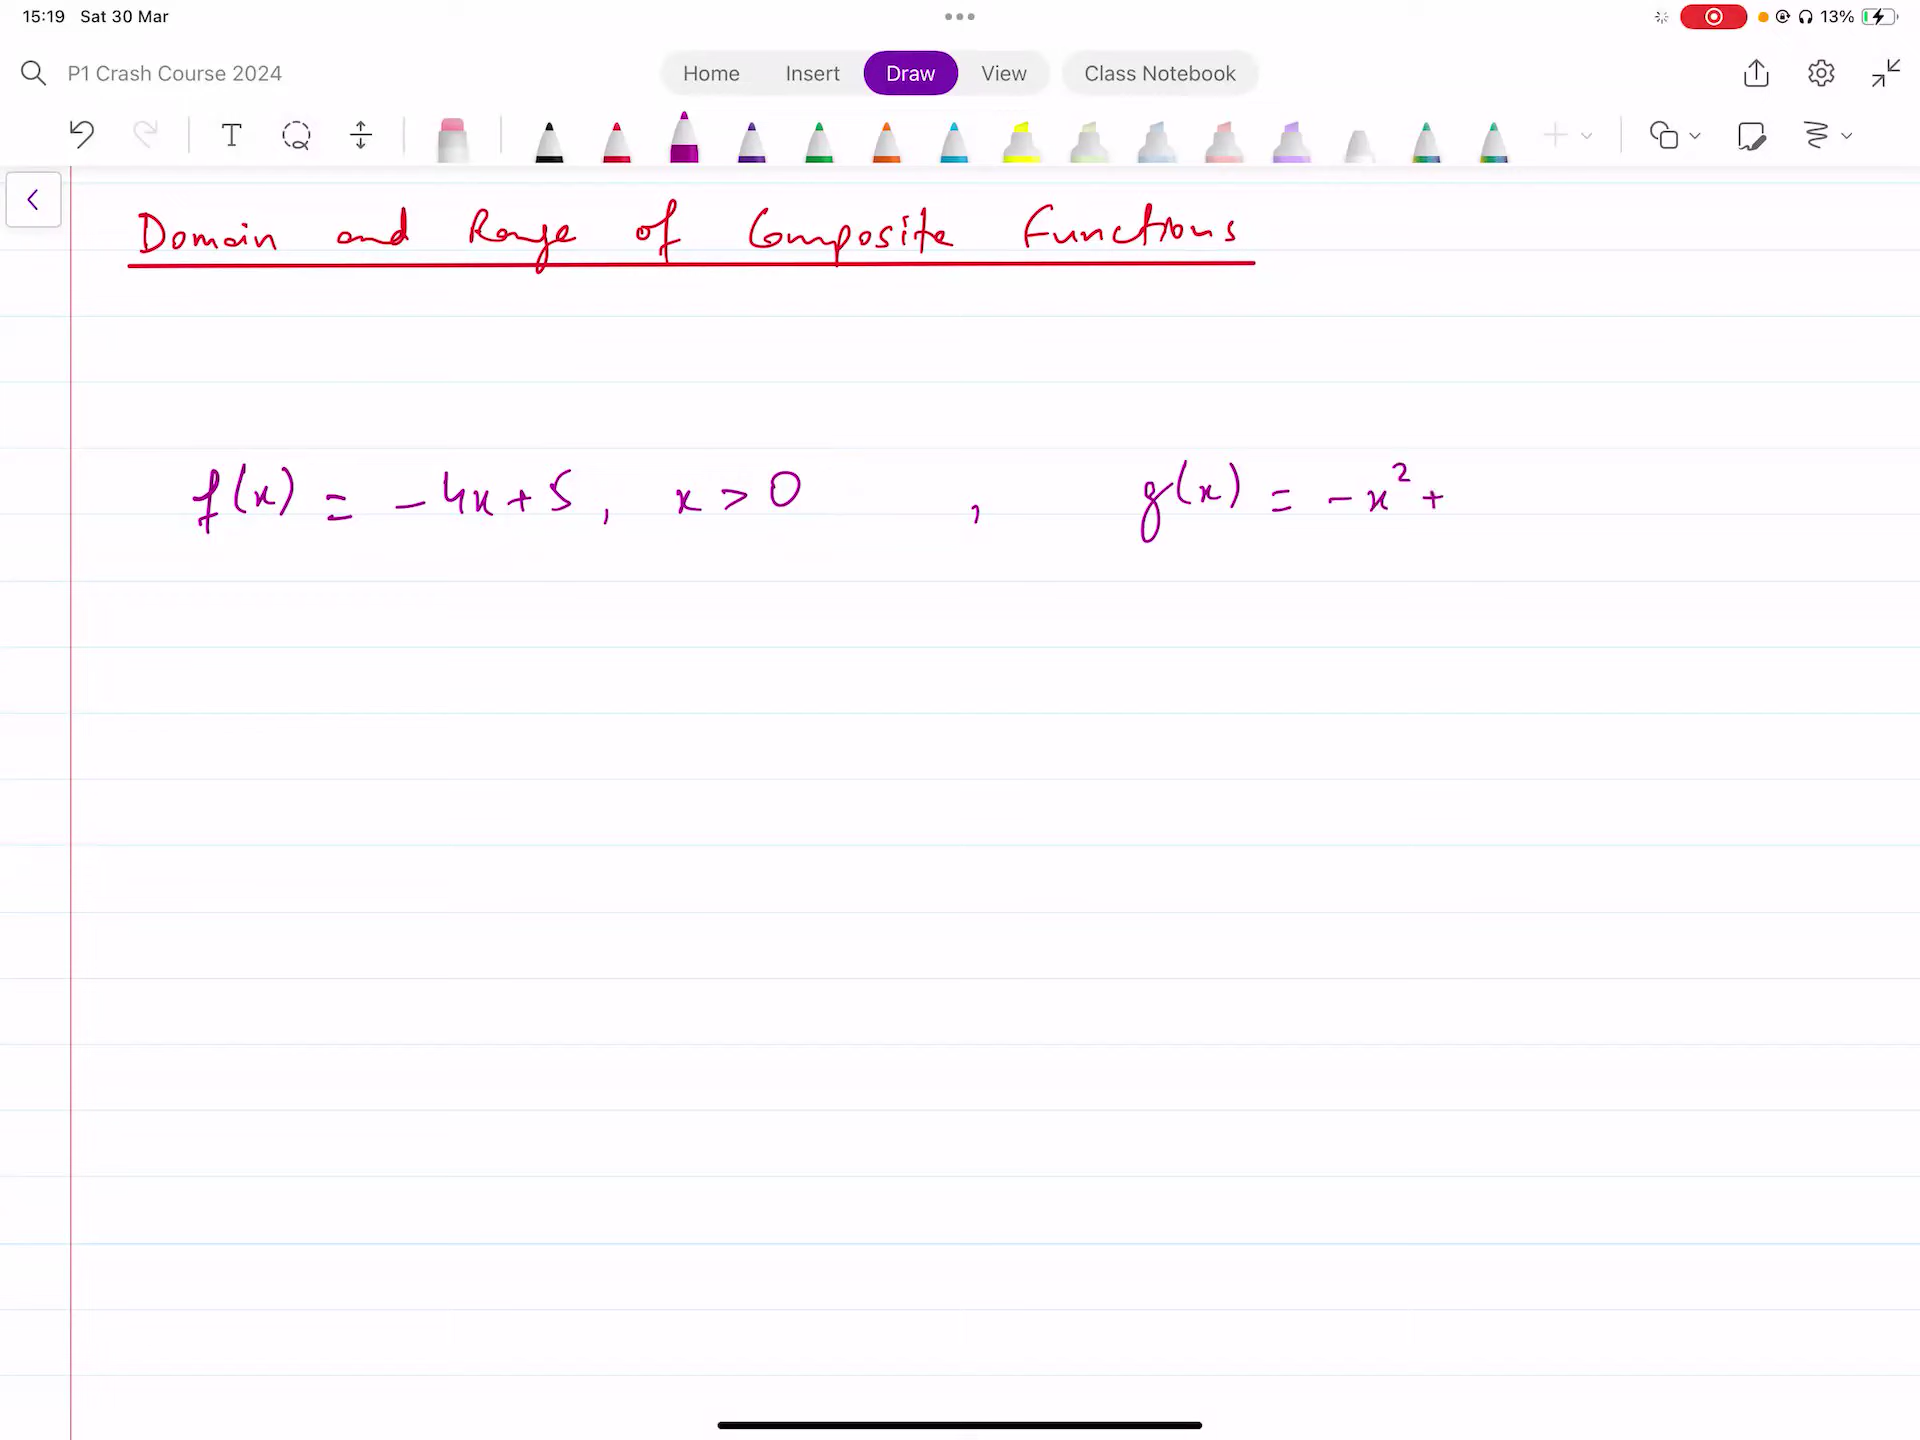 15:19 Sat 30 Mar 13%
P1 Crash Course 2024 Home Insert Draw View Class Notebook
T
Domain and Range of Composite Functions
f(x) = -4x+5, x > 0 , g(x) = -x² +